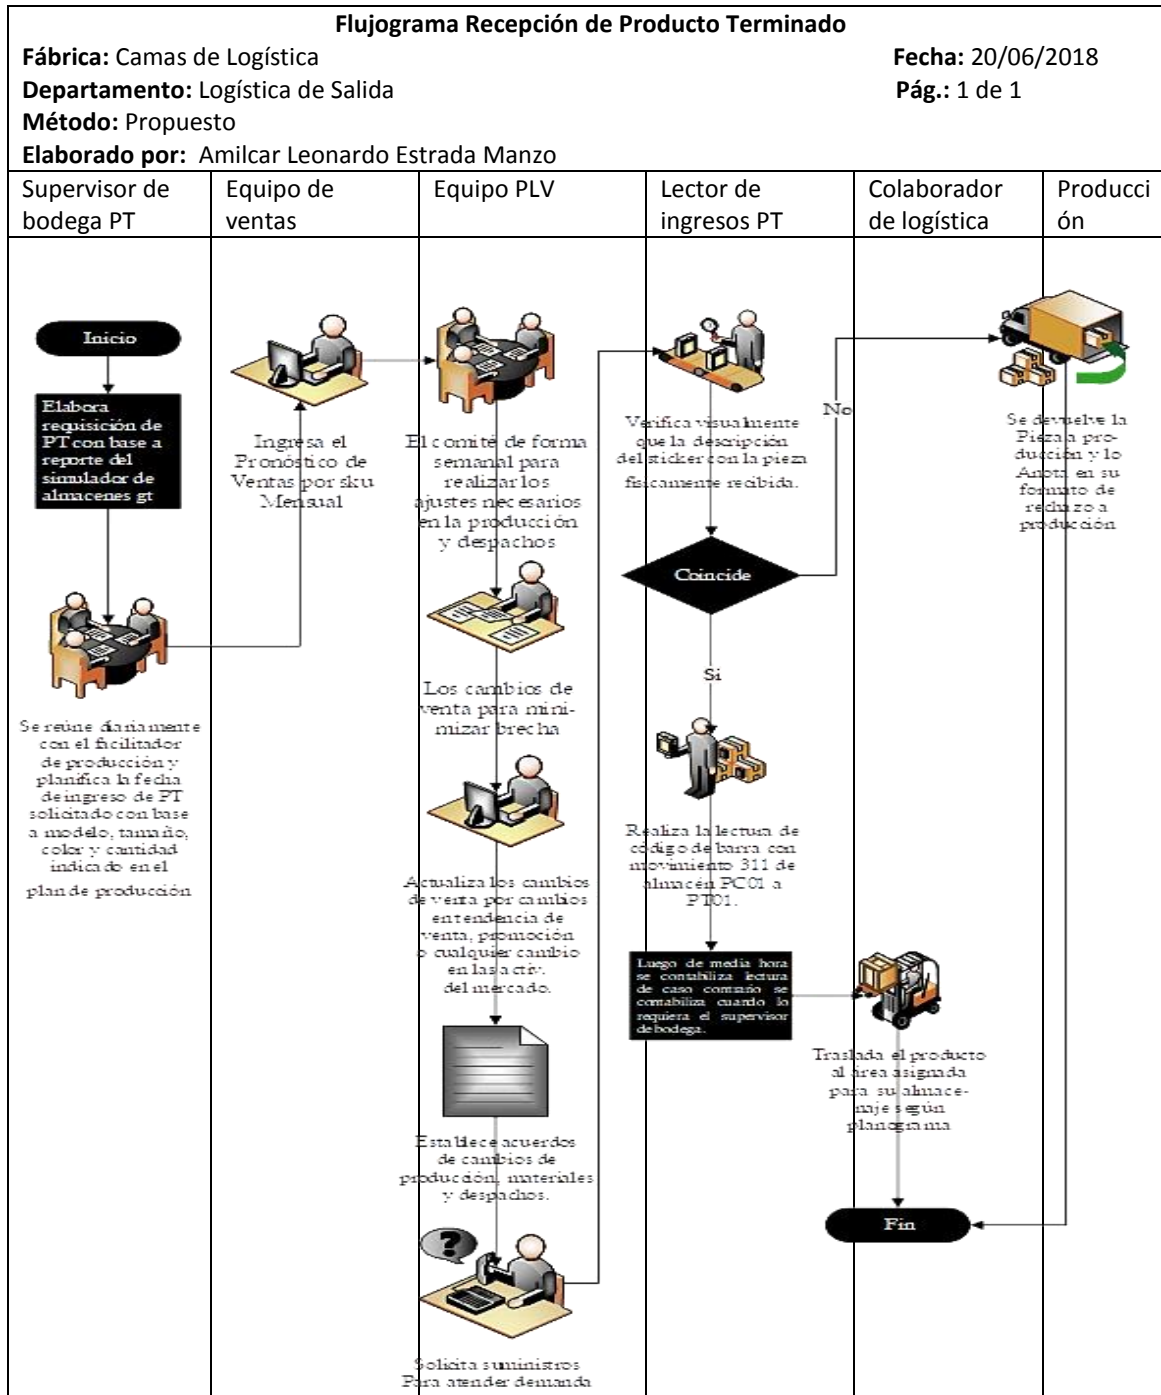 Flujograma Recepción de Producto Terminado
Fábrica: Camas de Logística Fecha: 20/06/2018
Departamento: Logística de Salida Pág.: 1 de 1
Método: Propuesto
Elaborado por: Amilcar Leonardo Estrada Manzo
Supervisor de
bodega PT
Equipo de
ventas
Equipo PLV
Lector de
ingresos PT
Colaborador
de logística
Producci
ón
Inicio
Elabora
requisición de
PT con base a
reporte del
simulador de
almacenes gt
Se reúne diariamente
con el facilitador
de producción y
planifica la fecha
de ingreso de PT
solicitado con base
a modelo, tamaño,
color y cantidad
indicado en el
plan de producción
Ingresa el
Pronóstico de
Ventas por sku
Mensual
El comité de forma
semanal para
realizar los
ajustes necesarios
en la producción
y despachos
Los cambios de
venta para mini-
mizar brecha
Actualiza los cambios
de venta por cambios
en tendencia de
venta, promoción
o cualquier cambio
en las activ.
del mercado.
Establece acuerdos
de cambios de
producción, materiales
y despachos.
?
Solicita suministros
Para atender demanda
Verifica visualmente
que la descripción
del sticker con la pieza
físicamente recibida.
Coincide
No
Si
Realiza la lectura de
código de barra con
movimiento 311 de
almacén PC01 a
PT01.
Luego de media hora
se contabiliza lectura
de caso contrario se
contabiliza cuando lo
requiera el supervisor
de bodega.
Traslada el producto
al área asignada
para su almace-
naje según
planograma
Fin
Se devuelve la
Pieza a pro-
ducción y lo
Anota en su
formato de
rechazo a
producción